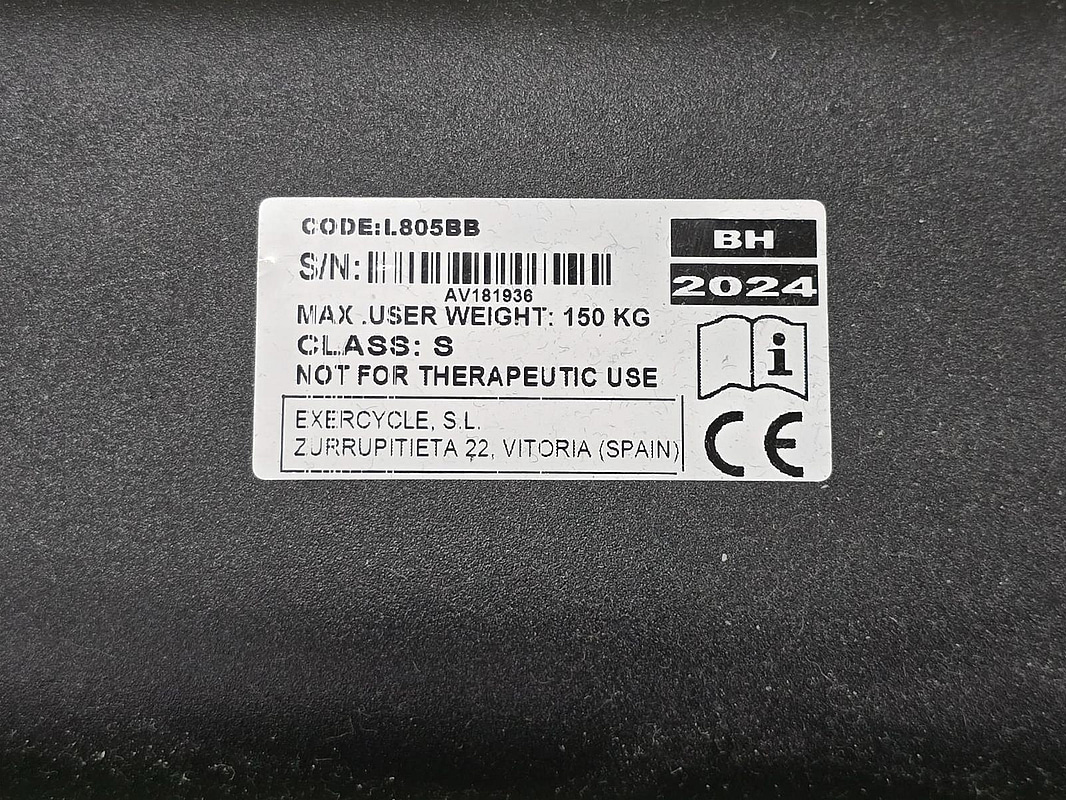 CODE:L805BB
S/N:
AV181936
MAX .USER WEIGHT: 150 KG
CLASS: S
NOT FOR THERAPEUTIC USE
EXERCYCLE, S.L.
ZURRUPITIETA 22, VITORIA (SPAIN)
BH
2024
i
CE